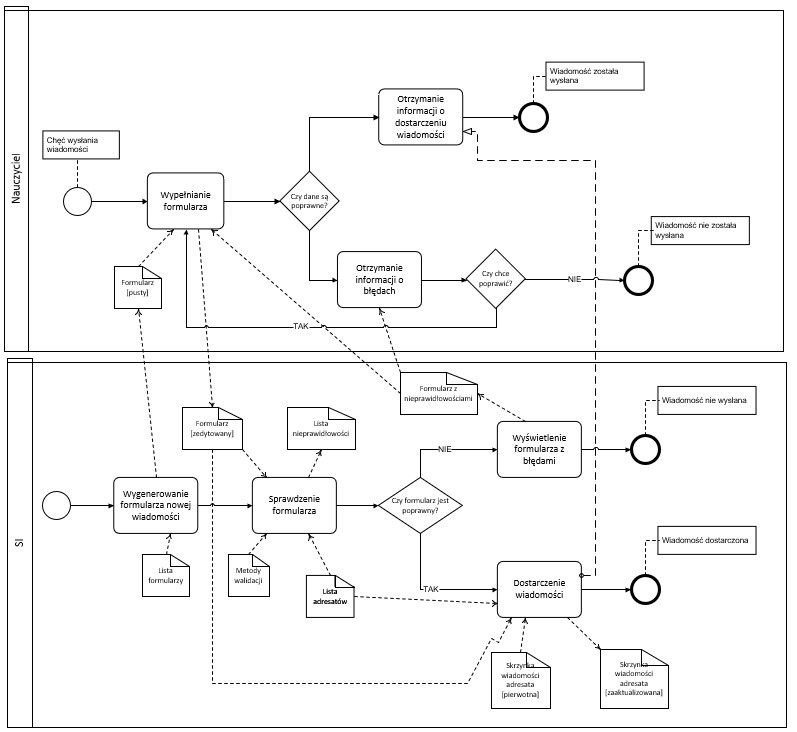 Nauczyciel
Wiadomość została
wysłana
Otrzymanie
informacji o
dostarczeniu
wiadomości
Chęć wysłania
wiadomości
Wypełnianie
formularza
Czy dane są
poprawne?
Wiadomość nie została
wysłana
Otrzymanie
informacji o
błędach
Czy chce
poprawić?
NIE
Formularz
[pusty]
TAK
SI
Formularz z
nieprawidłowościami
Wiadomość nie wysłana
Formularz
[zedytowany]
Lista
nieprawidłowości
NIE
Wyświetlenie
formularza z
błędami
Wygenerowanie
formularza nowej
wiadomości
Sprawdzenie
formularza
Czy formularz jest
poprawny?
Wiadomość dostarczona
Lista
formularzy
Metody
walidacji
Lista
adresatów
TAK
Dostarczenie
wiadomości
Skrzynka
wiadomości
adresata
[pierwotna]
Skrzynka
wiadomości
adresata
[zaaktualizowana]